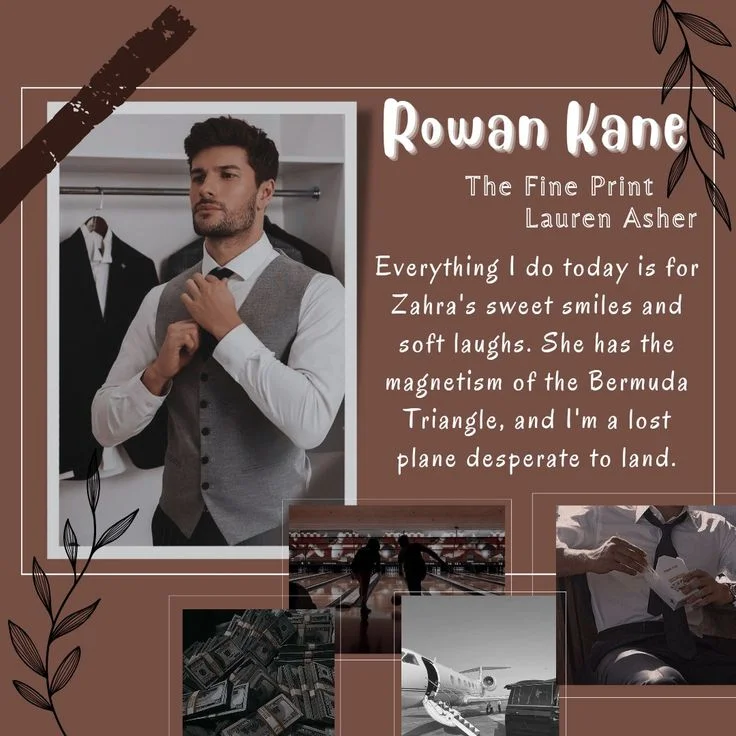 Rowan Kane
The Fine Print
Lauren Asher
Everything I do today is for
Zahra's sweet smiles and
soft laughs. She has the
magnetism of the Bermuda
Triangle, and I'm a lost
plane desperate to land.